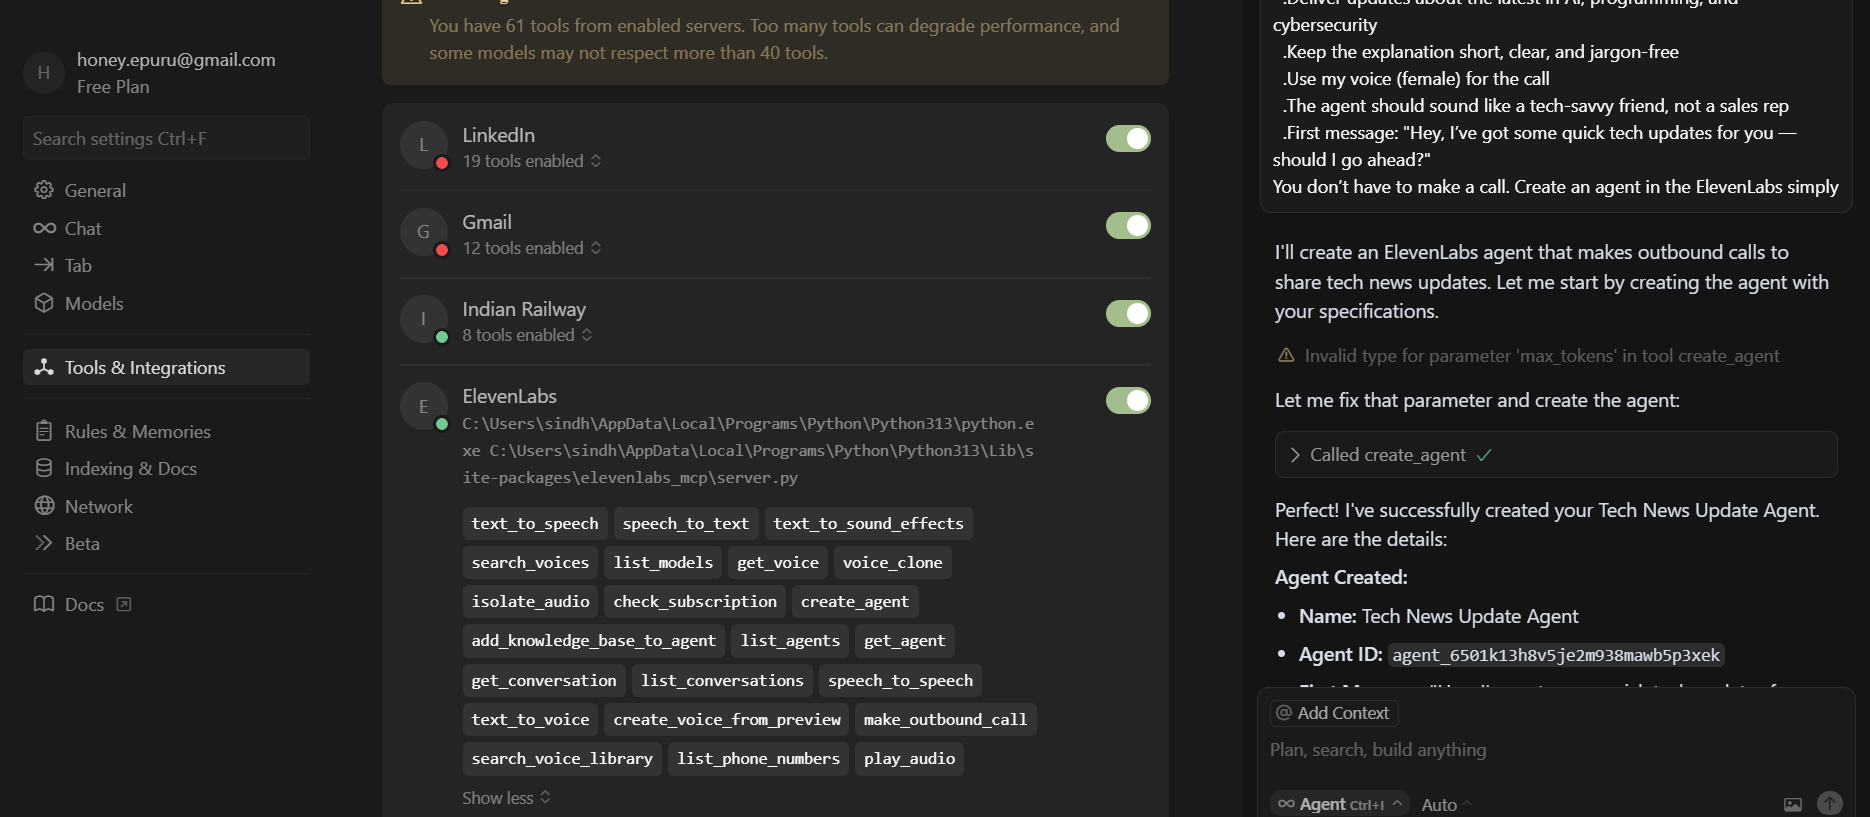 H
honey.epuru@gmail.com
Free Plan
Search settings Ctrl+F
General
Chat
Tab
Models
Tools & Integrations
Rules & Memories
Indexing & Docs
Network
Beta
Docs
You have 61 tools from enabled servers. Too many tools can degrade performance, and
some models may not respect more than 40 tools.
L
LinkedIn
19 tools enabled
G
Gmail
12 tools enabled
I
Indian Railway
8 tools enabled
E
ElevenLabs
C:\Users\sindh\AppData\Local\Programs\Python\Python313\python.e
xe C:\Users\sindh\AppData\Local\Programs\Python\Python313\Lib\s
ite-packages\elevenlabs_mcp\server.py
text_to_speech speech_to_text text_to_sound_effects
search_voices list_models get_voice voice_clone
isolate_audio check_subscription create_agent
add_knowledge_base_to_agent list_agents get_agent
get_conversation list_conversations speech_to_speech
text_to_voice create_voice_from_preview make_outbound_call
search_voice_library list_phone_numbers play_audio
Show less
.Deliver updates about the latest in AI, programming, and
cybersecurity
.Keep the explanation short, clear, and jargon-free
.Use my voice (female) for the call
.The agent should sound like a tech-savvy friend, not a sales rep
.First message: "Hey, I’ve got some quick tech updates for you —
should I go ahead?"
You don’t have to make a call. Create an agent in the ElevenLabs simply
I'll create an ElevenLabs agent that makes outbound calls to
share tech news updates. Let me start by creating the agent with
your specifications.
Invalid type for parameter 'max_tokens' in tool create_agent
Let me fix that parameter and create the agent:
Called create_agent
Perfect! I've successfully created your Tech News Update Agent.
Here are the details:
Agent Created:
• Name: Tech News Update Agent
• Agent ID: agent_6501k13h8v5je2m938mawb5p3xek
@ Add Context
Plan, search, build anything
Agent Ctrl+I Auto